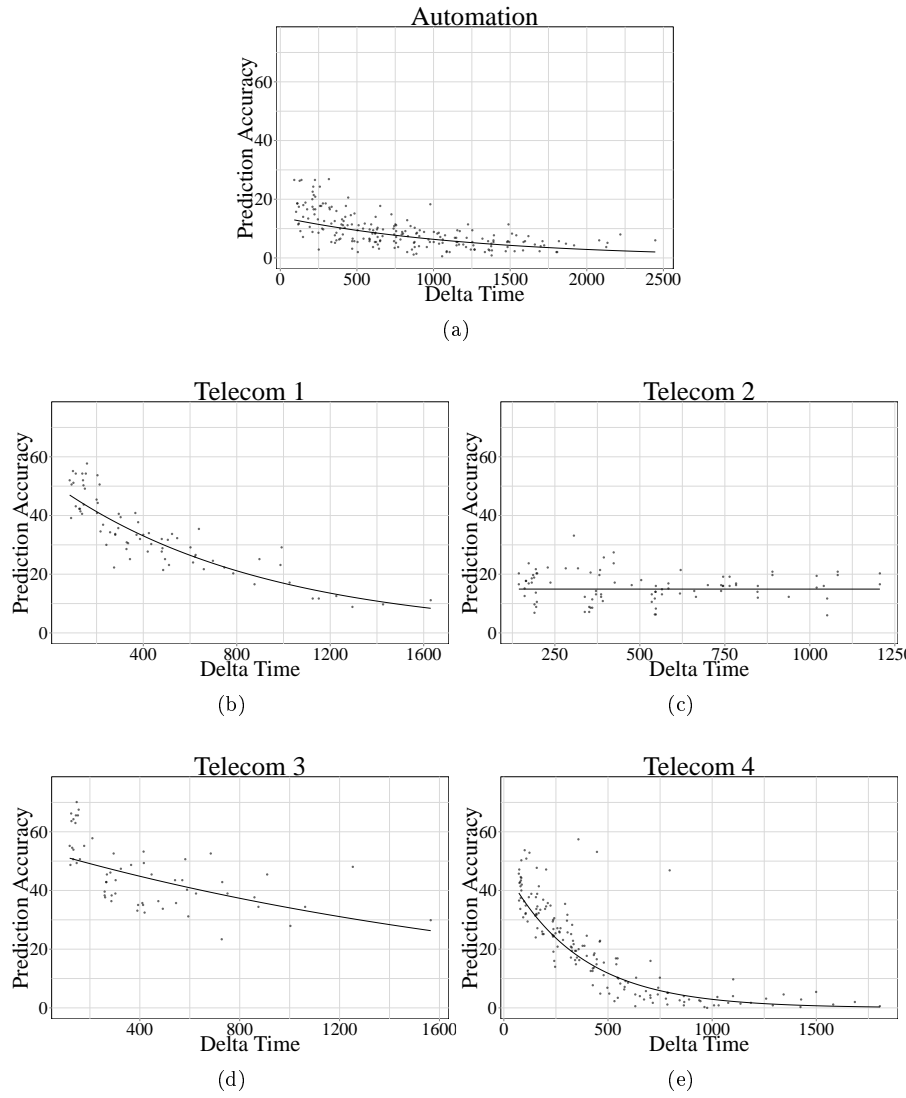 Automation
Prediction Accuracy
60
40
20
0
0 500 1000 1500 2000 2500
Delta Time
(a)
Telecom 1
Prediction Accuracy
60
40
20
0
400 800 1200 1600
Delta Time
(b)
Telecom 2
Prediction Accuracy
60
40
20
0
250 500 750 1000 1250
Delta Time
(c)
Telecom 3
Prediction Accuracy
60
40
20
0
400 800 1200 1600
Delta Time
(d)
Telecom 4
Prediction Accuracy
60
40
20
0
0 500 1000 1500
Delta Time
(e)